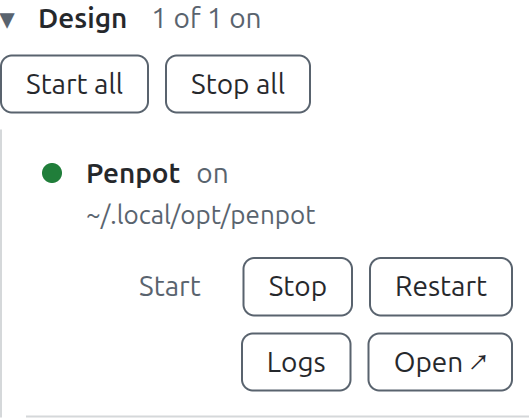 ▼ Design 1 of 1 on
Start all Stop all
Penpot on
~/.local/opt/penpot
Start Stop Restart
Logs Open ↗